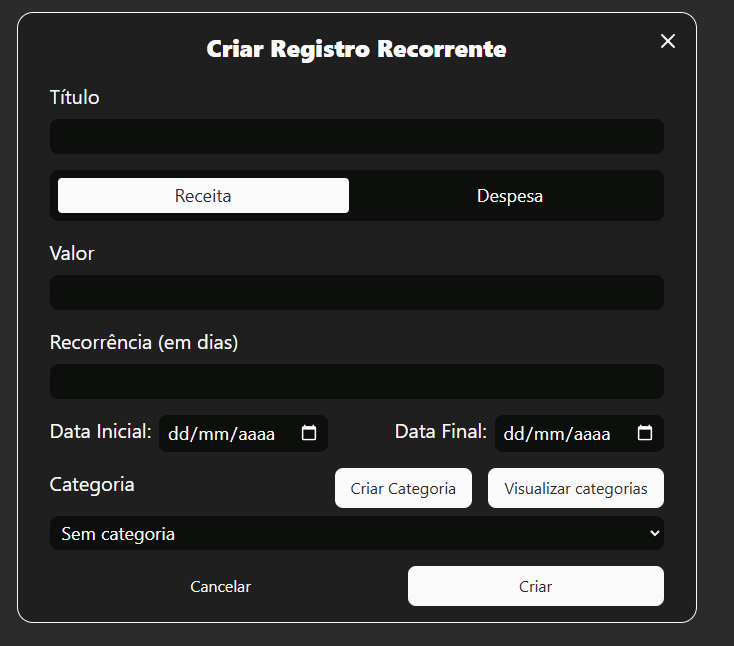 Criar Registro Recorrente
Título
Receita Despesa
Valor
Recorrência (em dias)
Data Inicial: dd/mm/aaaa Data Final: dd/mm/aaaa
Categoria Criar Categoria Visualizar categorias
Sem categoria
Cancelar Criar